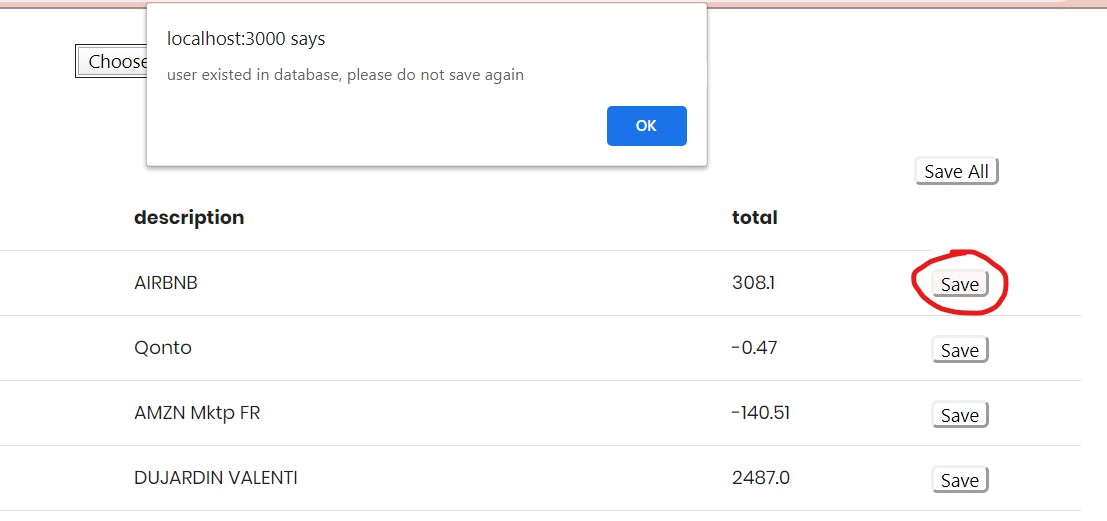 localhost:3000 says
user existed in database, please do not save again
OK
Choose
Save All
description total
AIRBNB 308.1 Save
Qonto -0.47 Save
AMZN Mktp FR -140.51 Save
DUJARDIN VALENTI 2487.0 Save